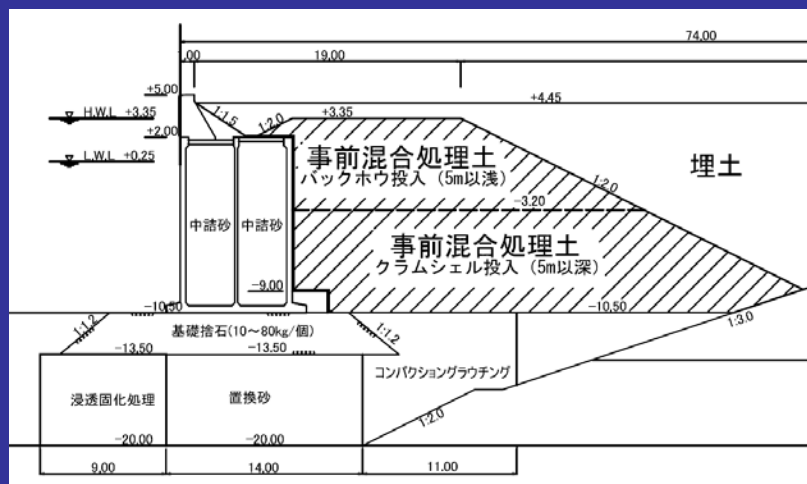 74.00
1.00
19.00
+5.00
+4.45
H.W.L +3.35
1:1.5
1:2.0
+3.35
+2.00
L.W.L +0.25
事前混合処理土
バックホウ投入（5m以浅）
1:2.0
埋土
-3.20
中詰砂
中詰砂
事前混合処理土
クラムシェル投入（5m以深）
-9.00
-10.50
-10.50
1:3.0
1:1.2
基礎捨石(10～80kg/個)
1:1.2
-13.50
-13.50
コンパクショングラウチング
浸透固化処理
置換砂
1:2.0
-20.00
-20.00
9.00
14.00
11.00